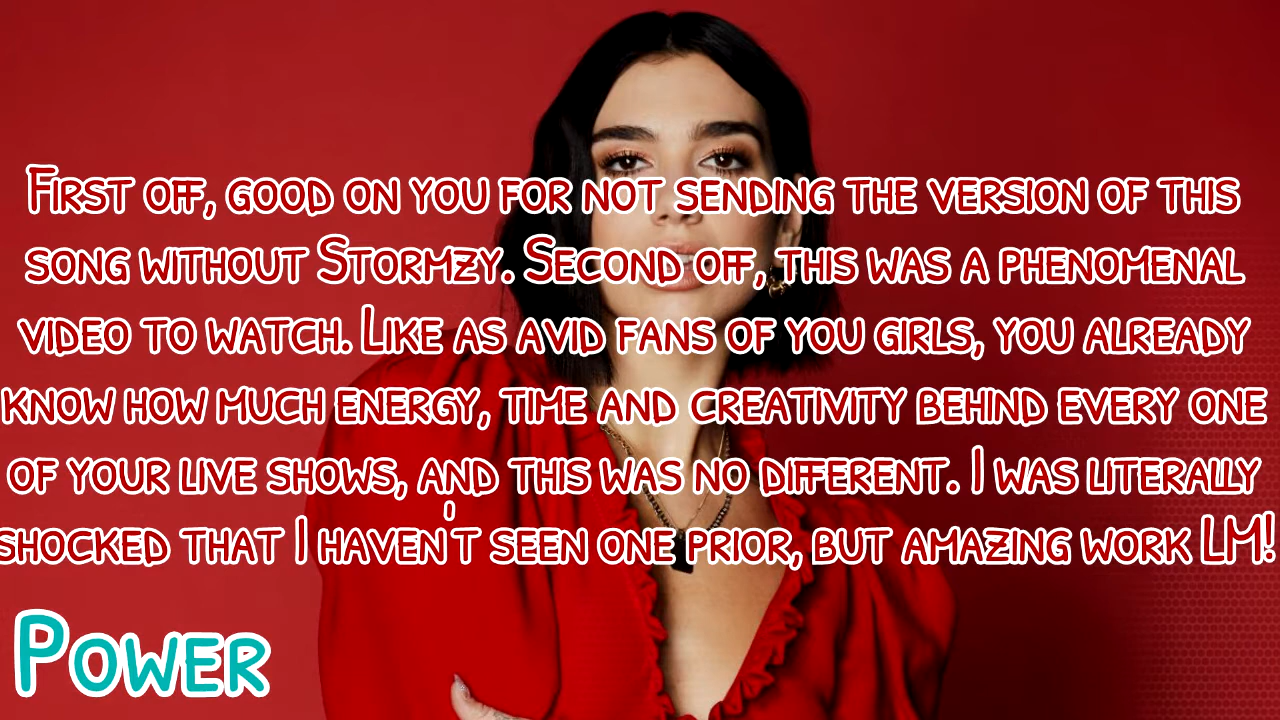 First off, good on you for not sending the version of this
song without Stormzy. Second off, this was a phenomenal
video to watch. Like as avid fans of you girls, you already
know how much energy, time and creativity behind every one
of your live shows, and this was no different. I was literally
shocked that I haven't seen one prior, but amazing work LM!
Power